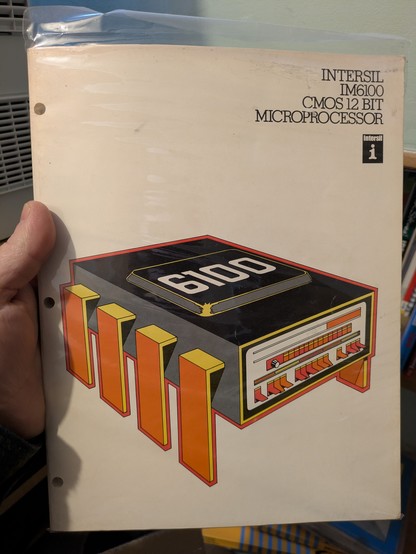 INTERSIL
IM6100
CMOS 12 BIT
MICROPROCESSOR
Intersil
i
6100